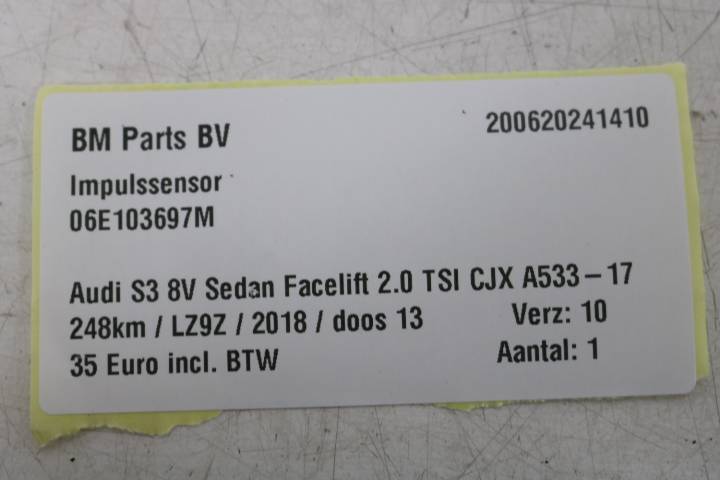 BM Parts BV
200620241410
Impulssensor
06E103697M
Audi S3 8V Sedan Facelift 2.0 TSI CJX A533-17
248km / LZ9Z / 2018 / doos 13
Verz: 10
35 Euro incl. BTW
Aantal: 1